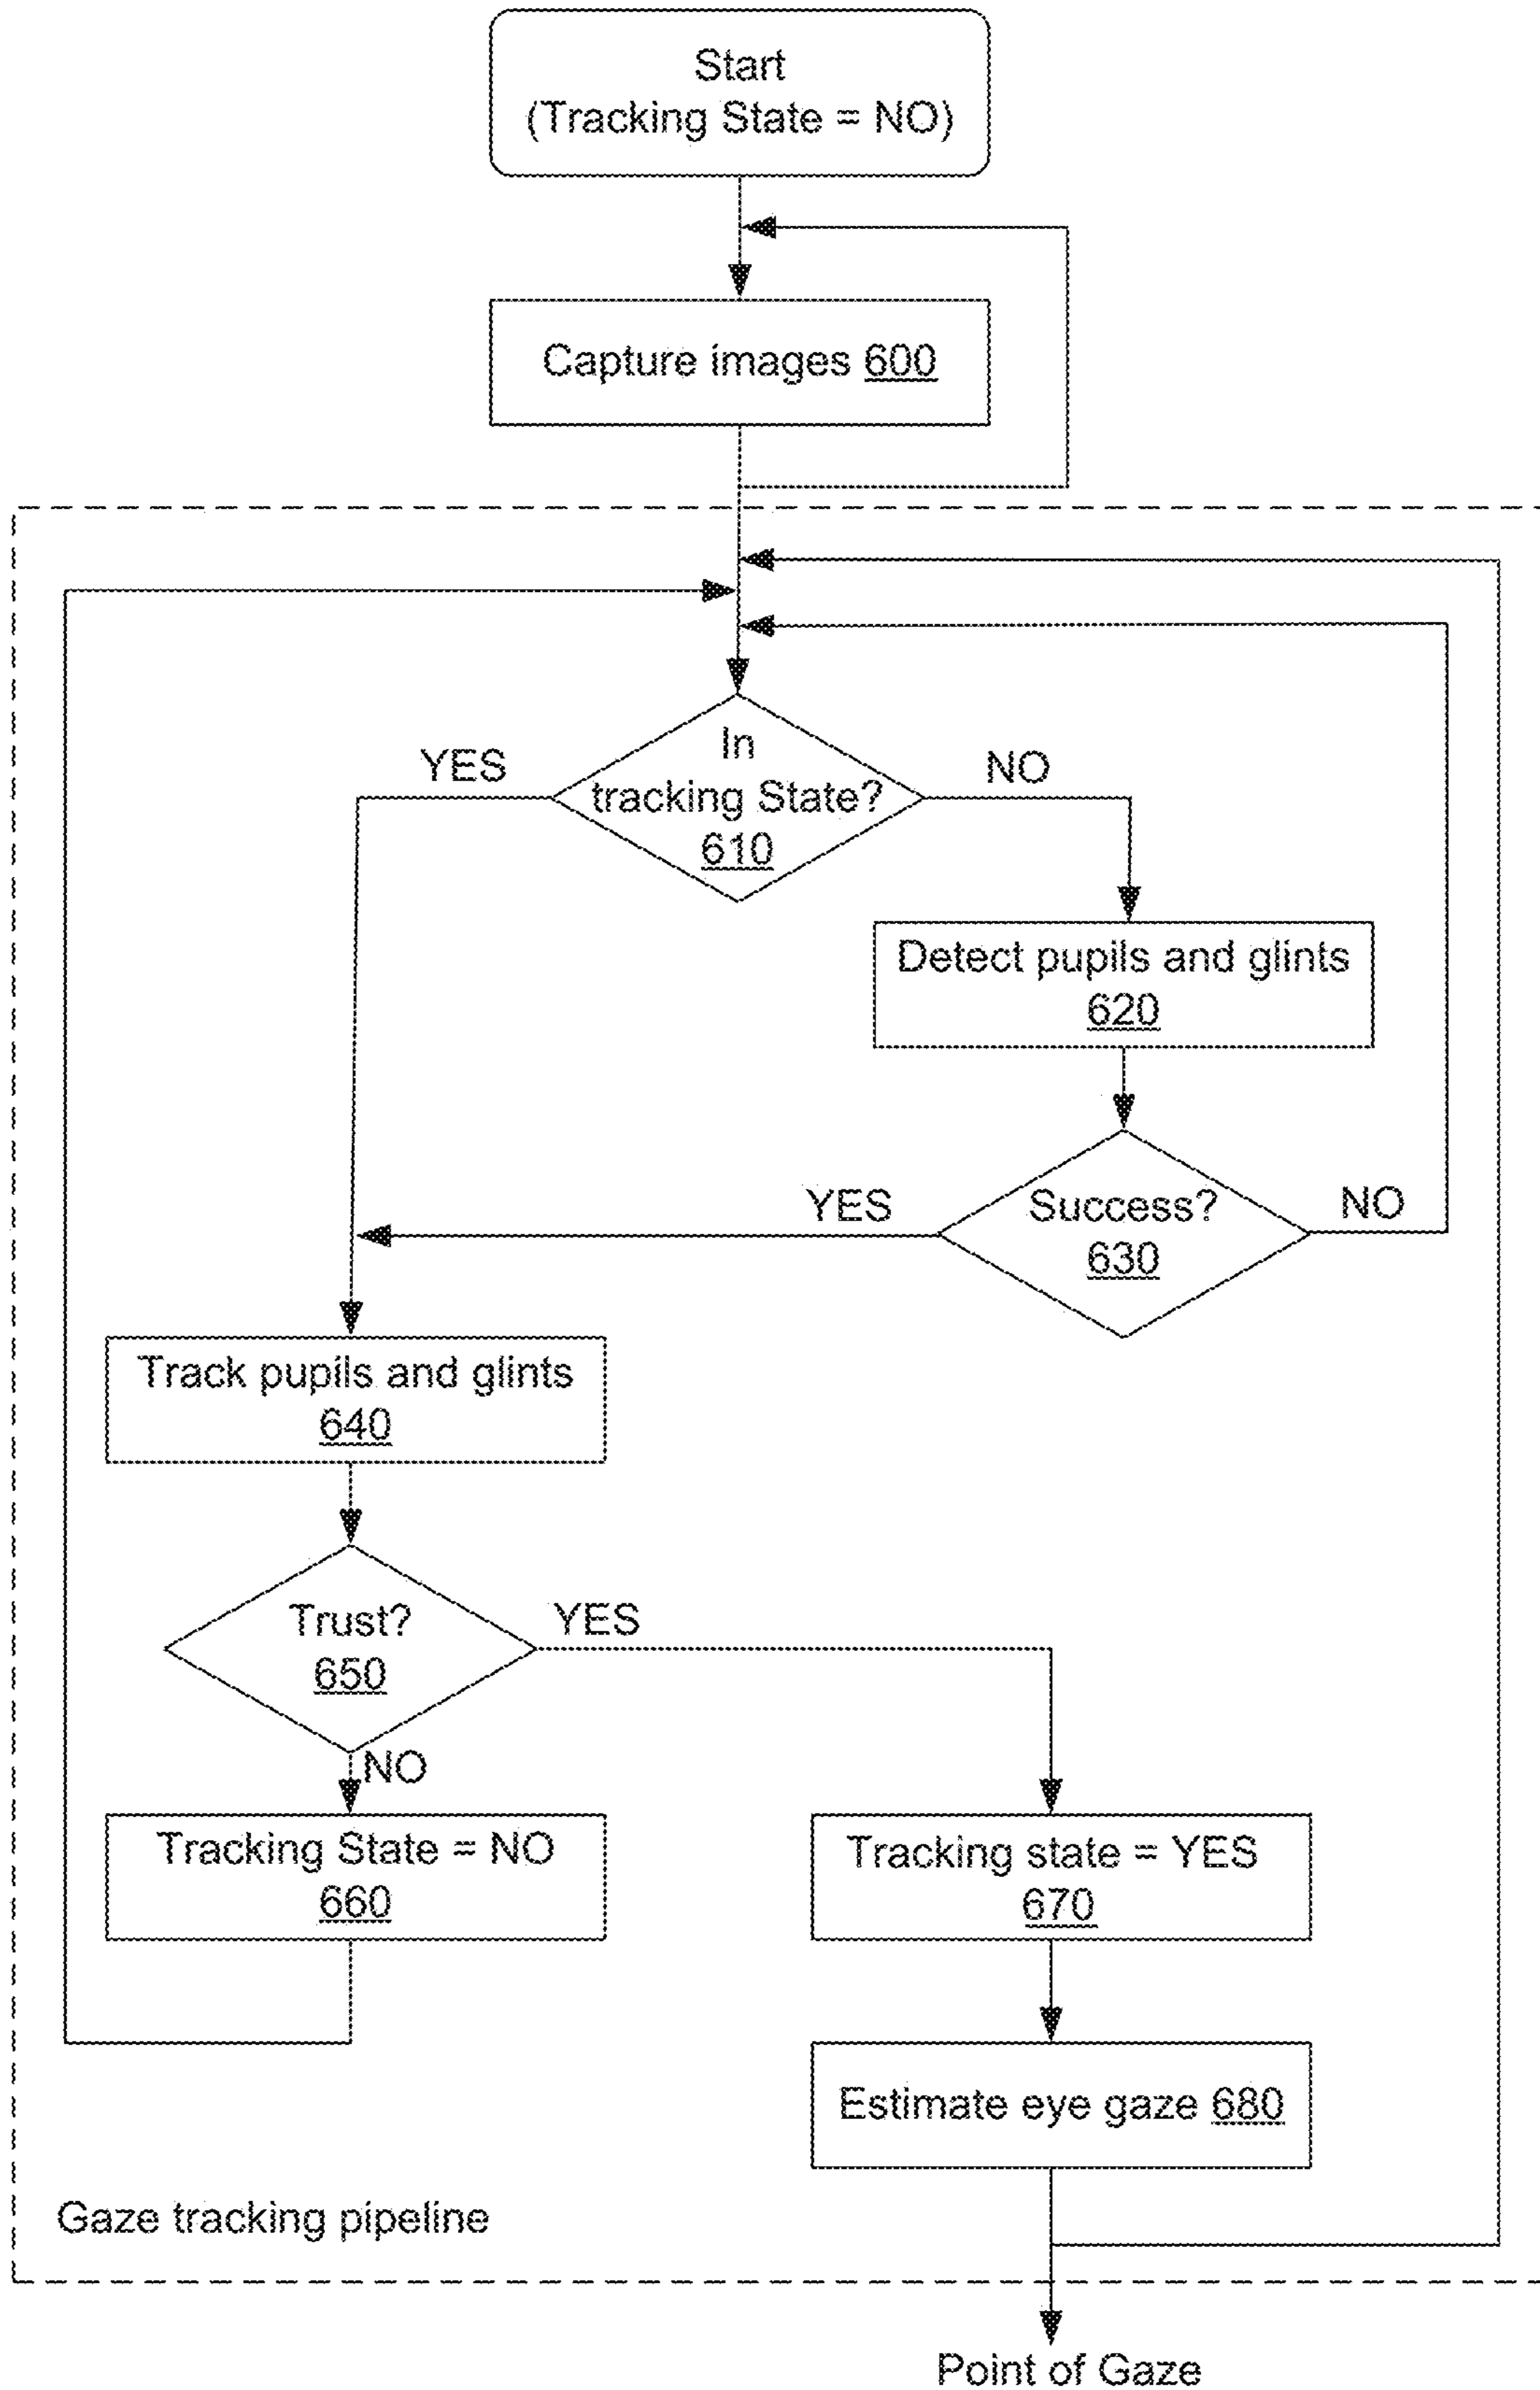 Start
(Tracking State = NO)
Capture images 600
In
tracking State?
610
YES
NO
Detect pupils and glints
620
Success?
630
YES
NO
Track pupils and glints
640
Trust?
650
YES
NO
Tracking State = NO
660
Tracking state = YES
670
Estimate eye gaze 680
Gaze tracking pipeline
Point of Gaze